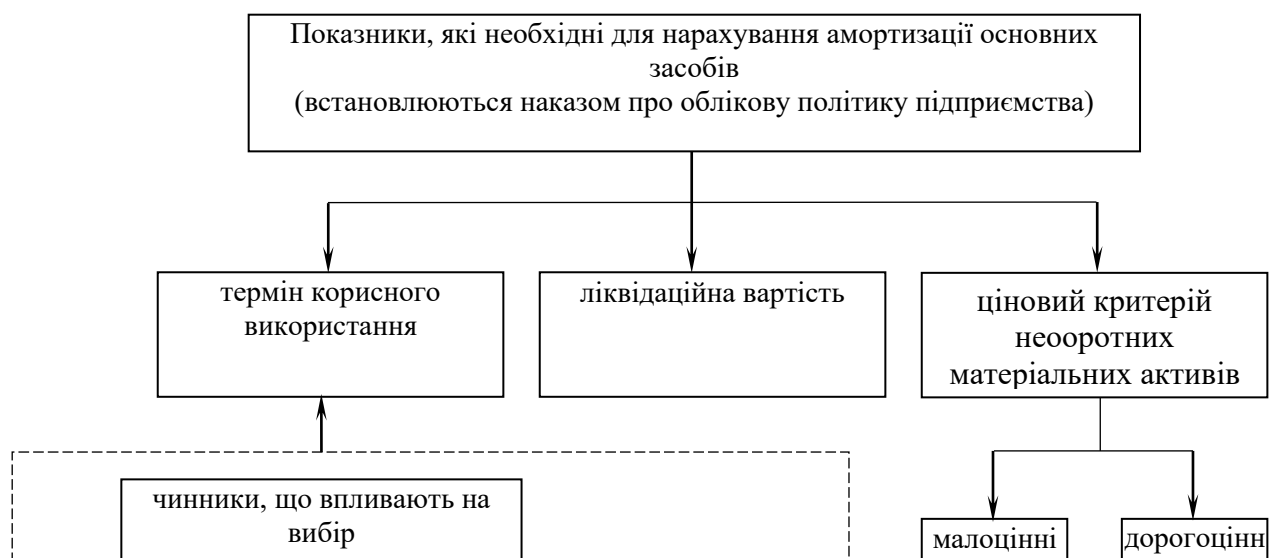 Показники, які необхідні для нарахування амортизації основних
засобів
(встановлюються наказом про облікову політику підприємства)
термін корисного
використання
ліквідаційна вартість
ціновий критерій
неооротних
матеріальних активів
чинники, що впливають на
вибір
малоцінні
дорогоцінн